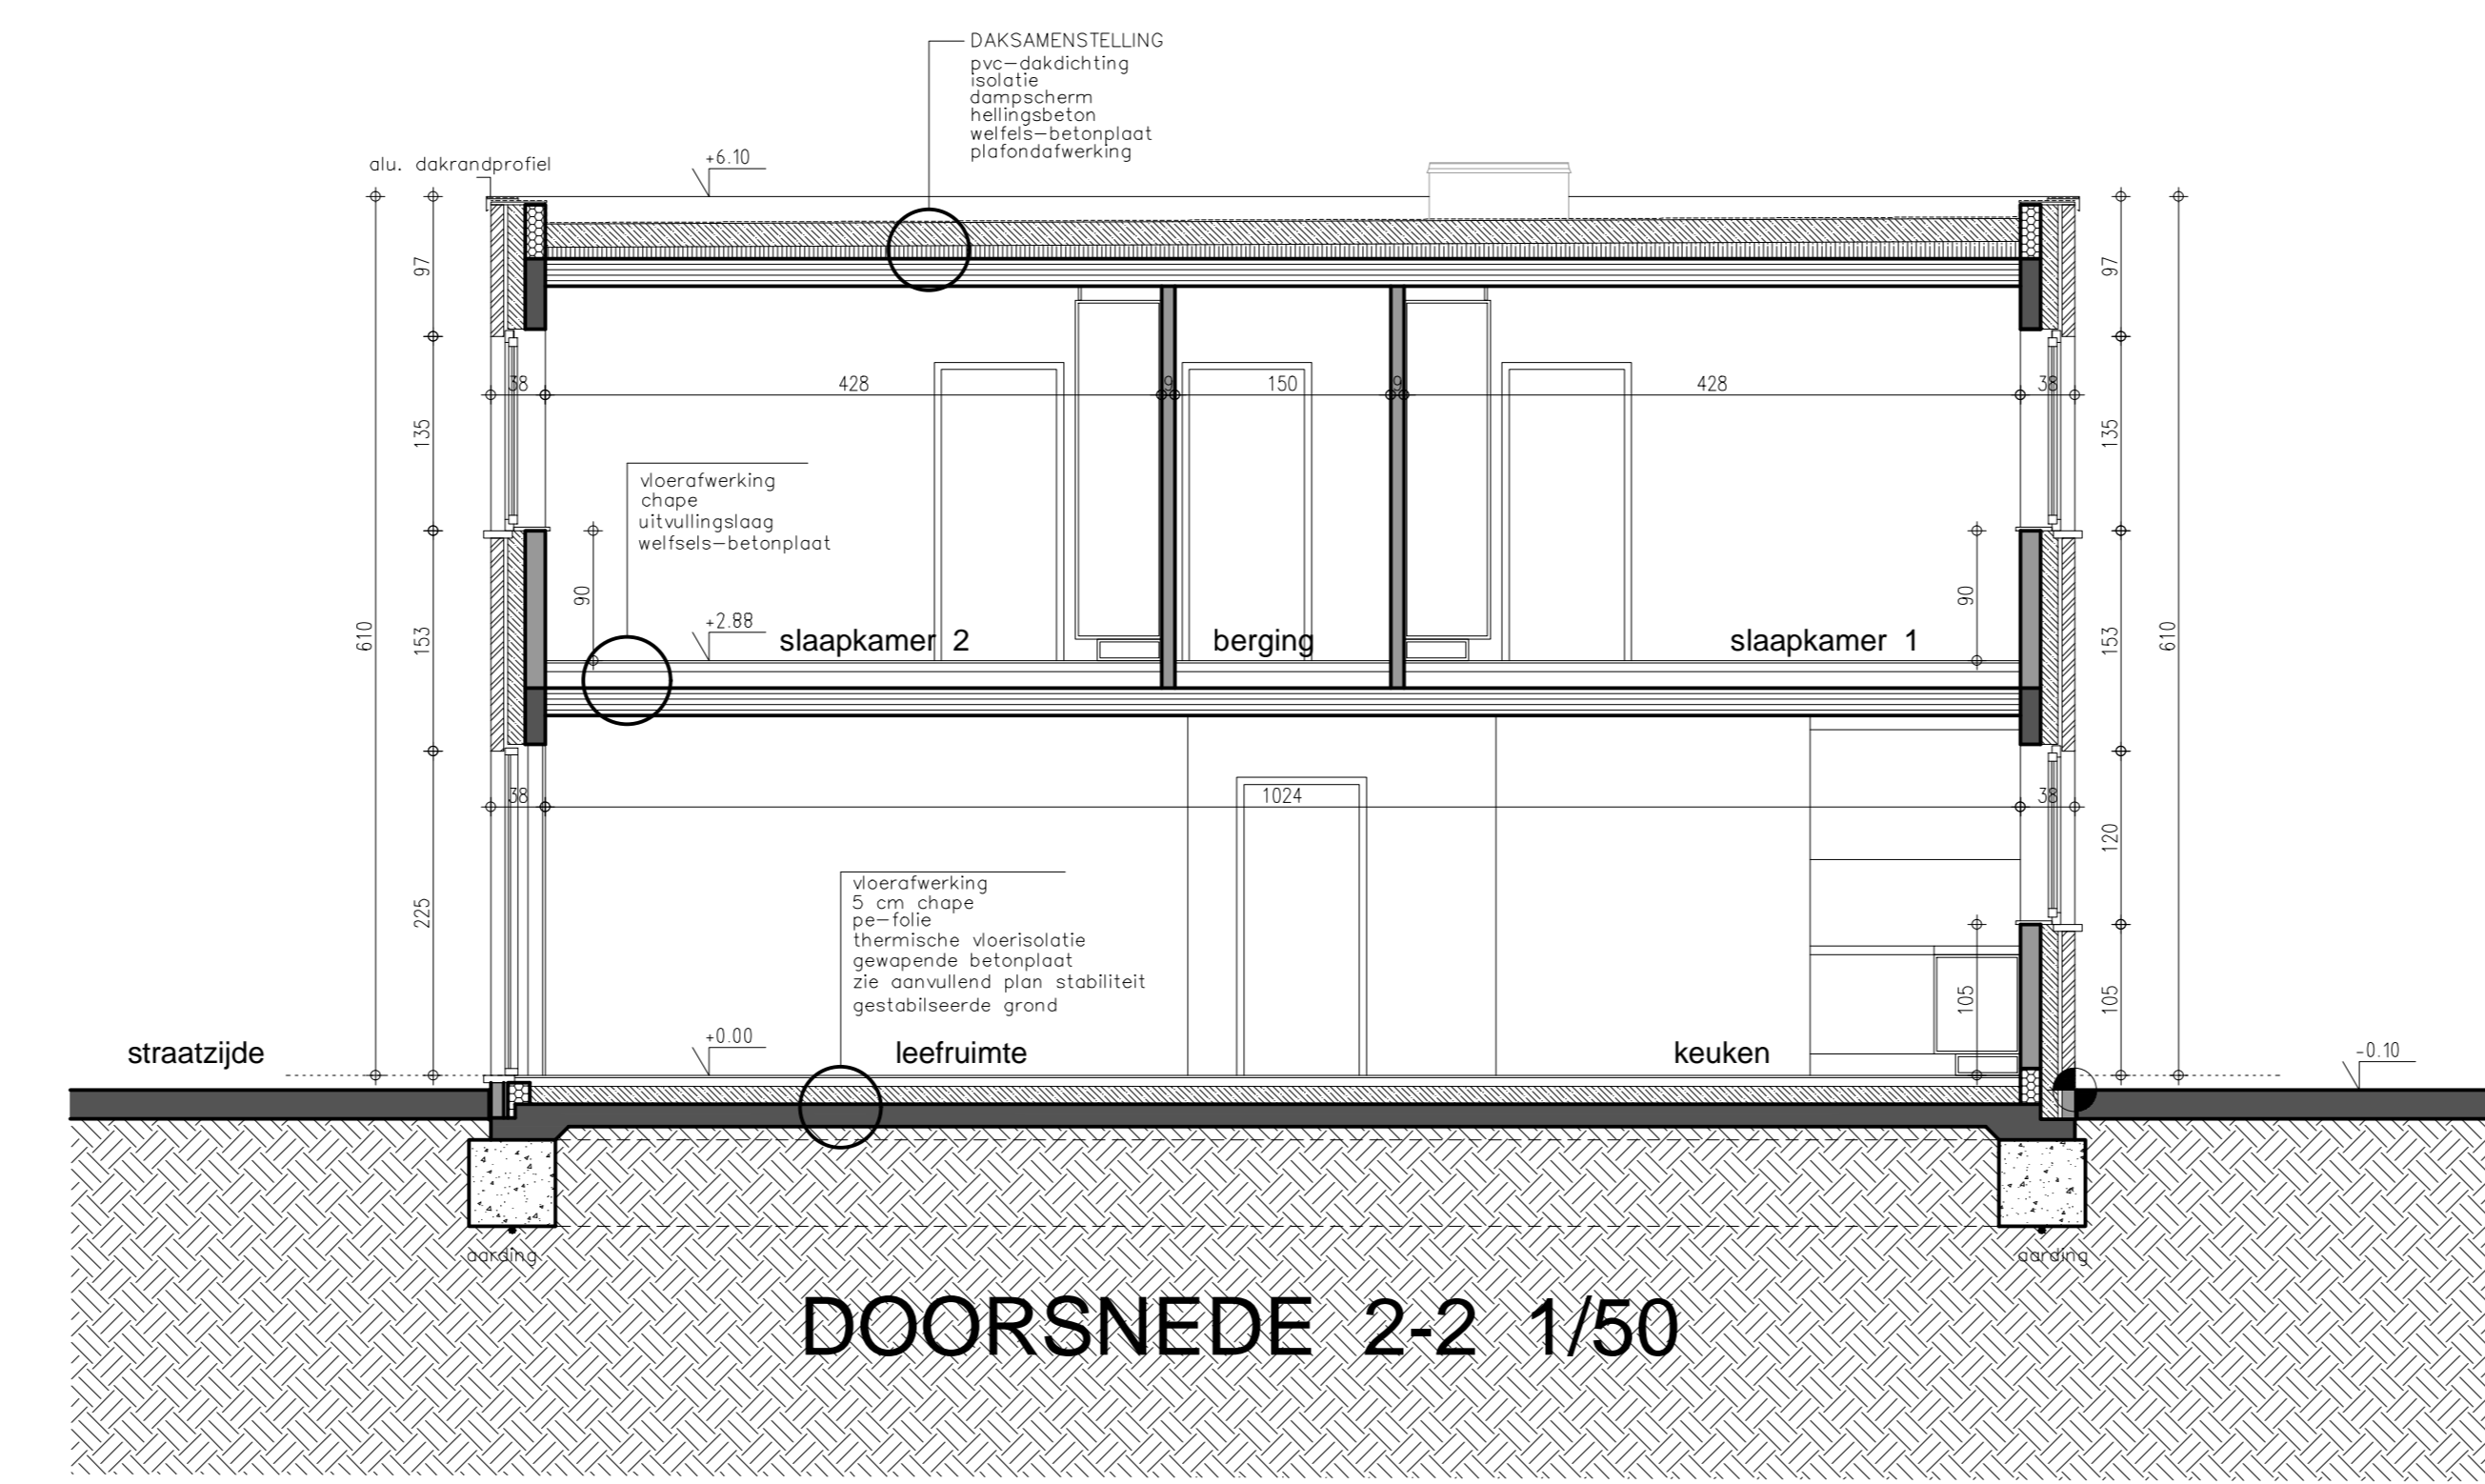 DAKSAMENSTELLING
pvc-dakdichting
isolatie
dampscherm
hellingsbeton
welfels-betonplaat
plafondafwerking
alu. dakrandprofiel
+6.10
97
97
38
428
9
150
9
428
38
135
135
vloerafwerking
chape
uitvullingslaag
welfsels-betonplaat
90
90
+2.88
slaapkamer 2
berging
slaapkamer 1
610
153
153
610
38
1024
38
120
225
vloerafwerking
5 cm chape
pe-folie
thermische vloerisolatie
gewapende betonplaat
zie aanvullend plan stabiliteit
gestabilseerde grond
105
105
+0.00
straatzijde
leefruimte
keuken
-0.10
aarding
aarding
DOORSNEDE 2-2 1/50